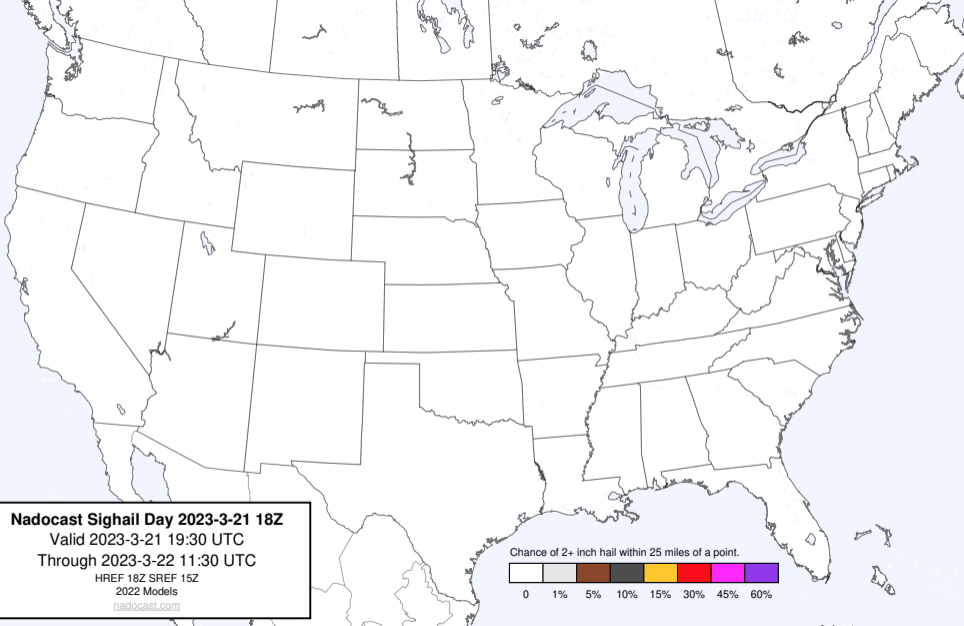 Nadocast Sighail Day 2023-3-21 18Z
Valid 2023-3-21 19:30 UTC
Through 2023-3-22 11:30 UTC
HREF 18Z SREF 15Z
2022 Models
nadocast.com
Chance of 2+ inch hail within 25 miles of a point.
0 1% 5% 10% 15% 30% 45% 60%